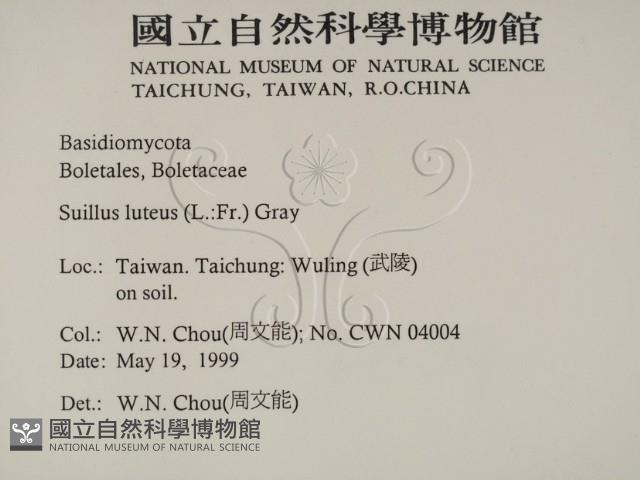 國立自然科學博物館
NATIONAL MUSEUM OF NATURAL SCIENCE
TAICHUNG, TAIWAN, R.O.CHINA
Basidiomycota
Boletales, Boletaceae
Suillus luteus (L.:Fr.) Gray
Loc.: Taiwan. Taichung: Wuling (武陵)
on soil.
Col.: W.N. Chou(周文能); No. CWN 04004
Date: May 19, 1999
Det.: W.N. Chou(周文能)
國立自然科學博物館
NATIONAL MUSEUM OF NATURAL SCIENCE